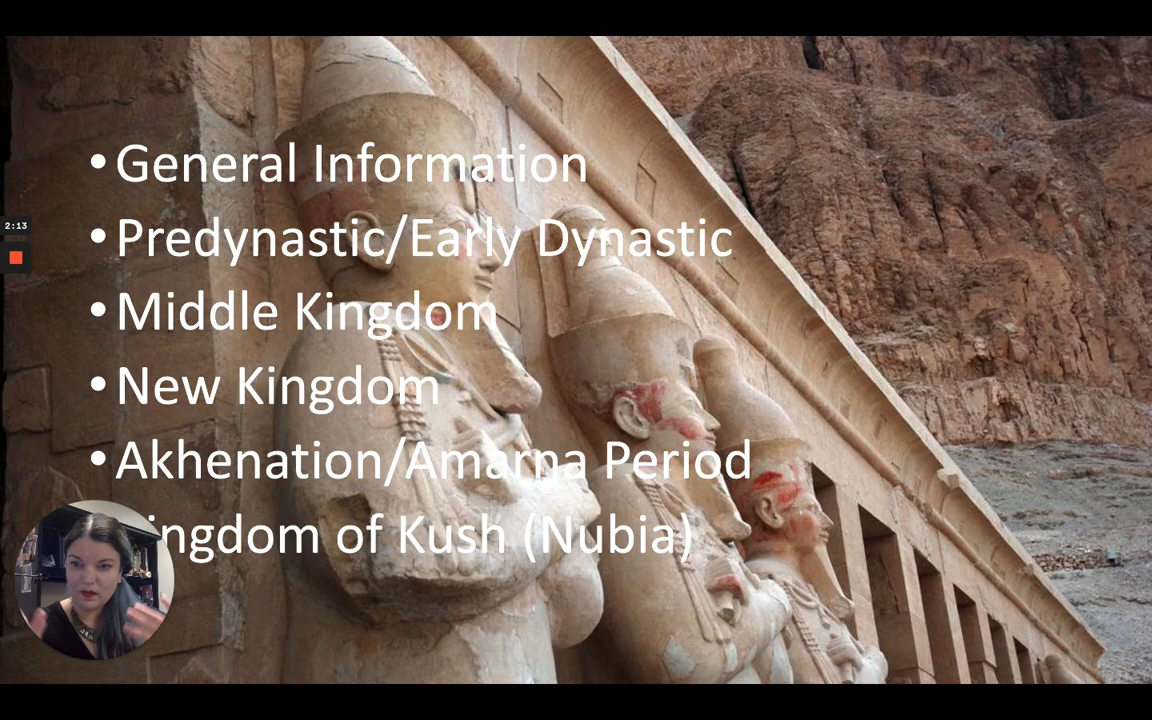 • General Information
• Predynastic/Early Dynastic
2:13
• Middle Kingdom
• New Kingdom
• Akhenation/Amarna Period
ingdom of Kush (Nubia)